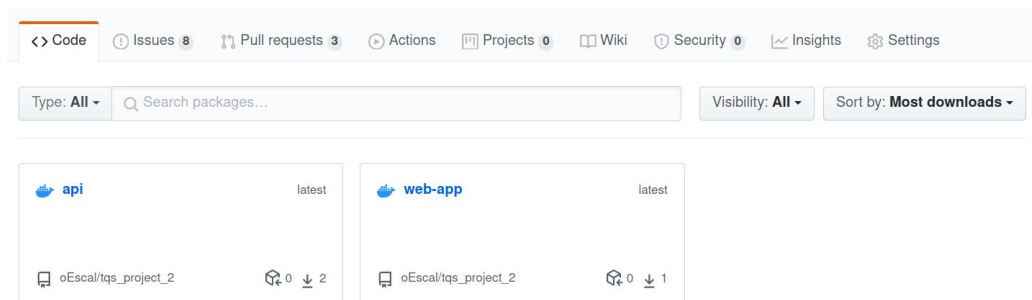 Code Issues 8 Pull requests 3 Actions Projects 0 Wiki Security 0 Insights Settings
Type: All Search packages… Visibility: All Sort by: Most downloads
api latest web-app latest
oEscal/tqs_project_2 0 2 oEscal/tqs_project_2 0 1